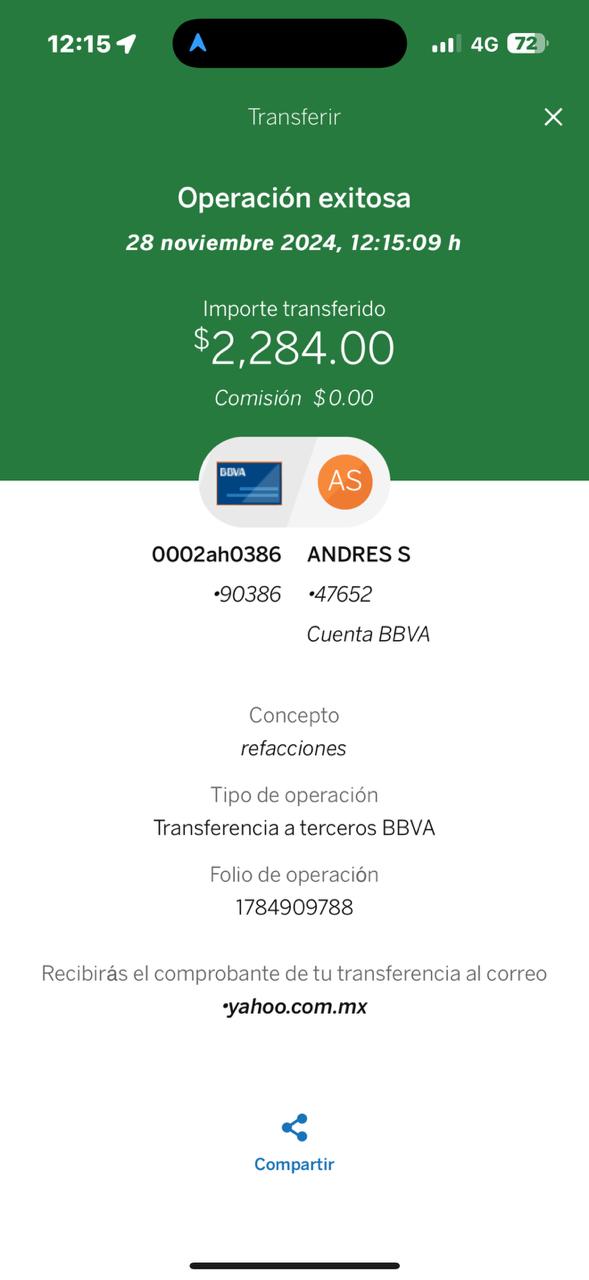 12:15 4G 72
Transferir
Operación exitosa
28 noviembre 2024, 12:15:09 h
Importe transferido
$2,284.00
Comisión $0.00
BBVA AS
0002ah0386 ANDRES S
•90386 •47652
Cuenta BBVA
Concepto
refacciones
Tipo de operación
Transferencia a terceros BBVA
Folio de operación
1784909788
Recibirás el comprobante de tu transferencia al correo
•yahoo.com.mx
Compartir